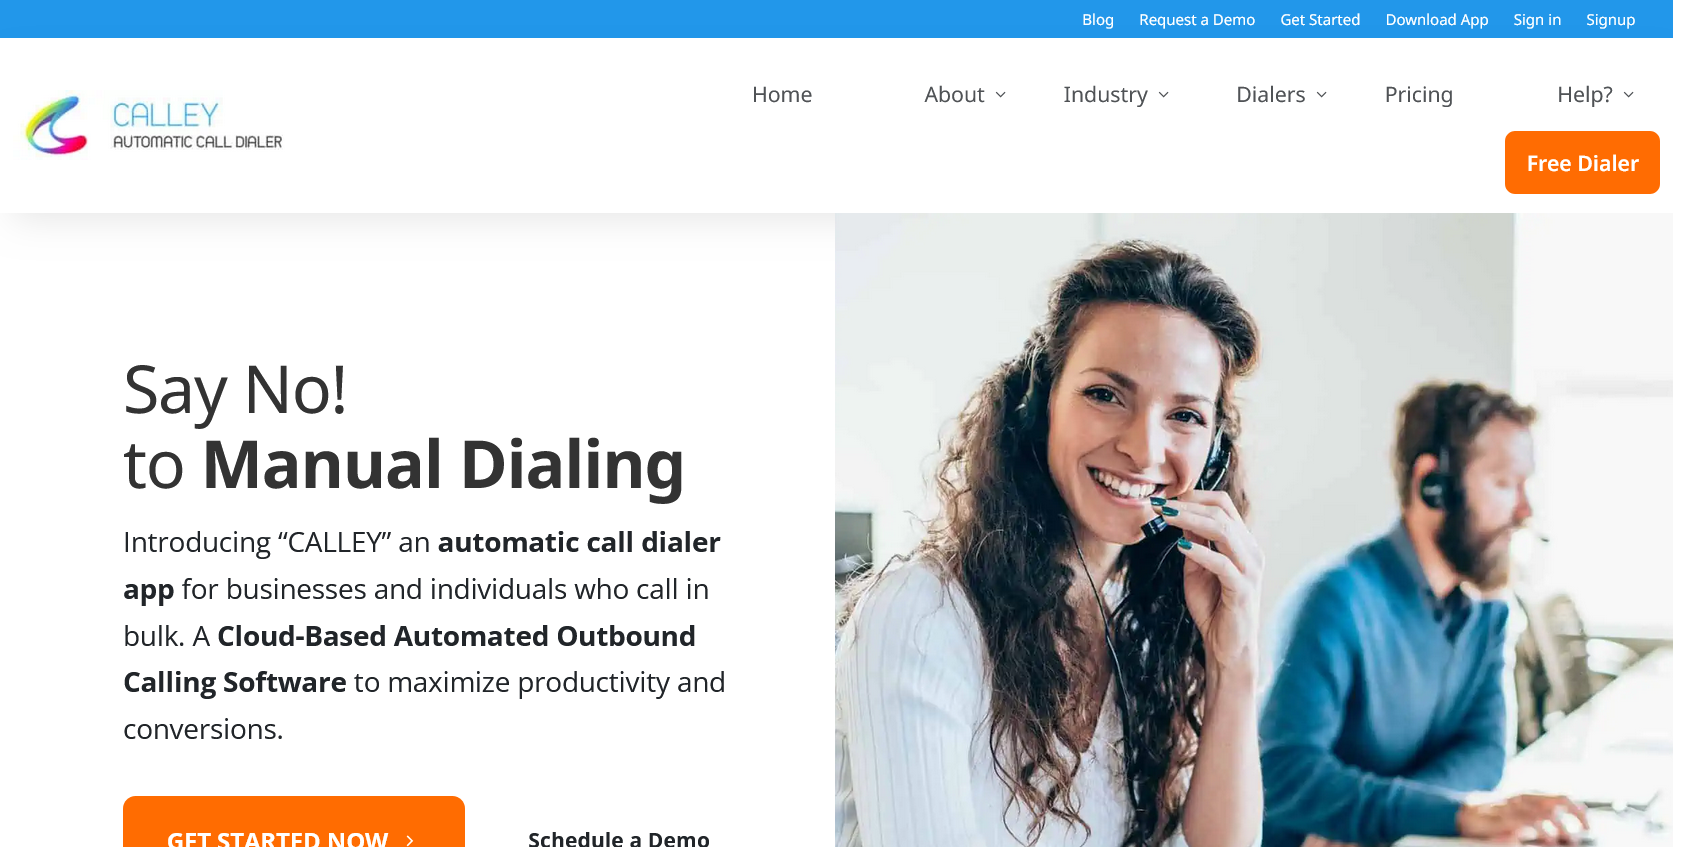 Blog Request a Demo Get Started Download App Sign in Signup
Home About Industry Dialers Pricing Help?
CALLEY
AUTOMATIC CALL DIALER
Free Dialer
Say No!
to Manual Dialing
Introducing “CALLEY” an automatic call dialer
app for businesses and individuals who call in
bulk. A Cloud-Based Automated Outbound
Calling Software to maximize productivity and
conversions.
GET STARTED NOW Schedule a Demo